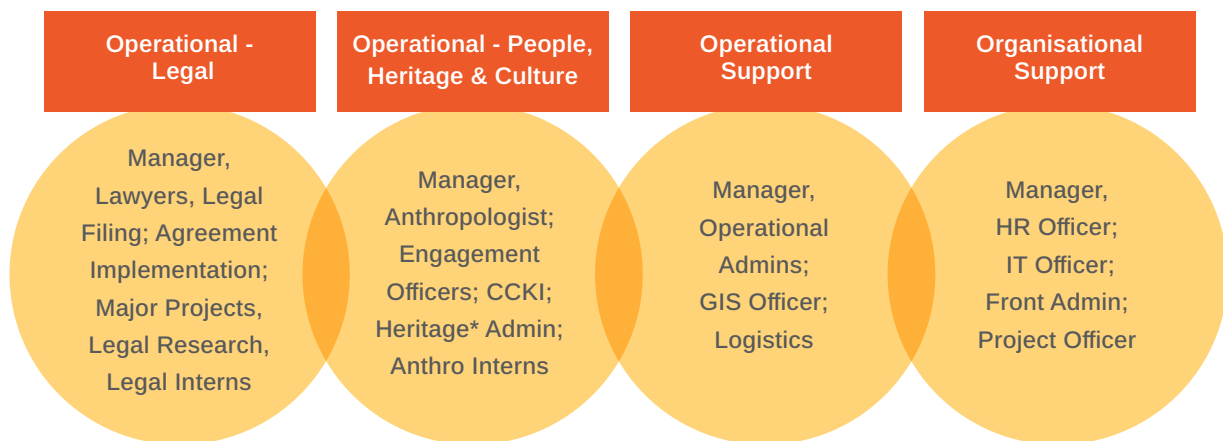 Operational -
Legal
Manager,
Lawyers, Legal
Filing; Agreement
Implementation;
Major Projects,
Legal Research,
Legal Interns
Operational - People,
Heritage & Culture
Manager,
Anthropologist;
Engagement
Officers; CCKI;
Heritage* Admin;
Anthro Interns
Operational
Support
Manager,
Operational
Admins;
GIS Officer;
Logistics
Organisational
Support
Manager,
HR Officer;
IT Officer;
Front Admin;
Project Officer